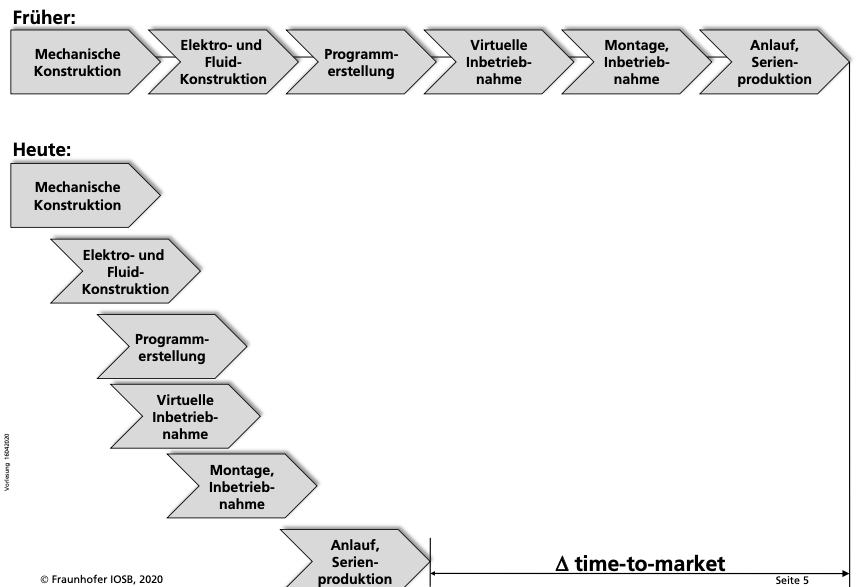 Früher:
Mechanische
Konstruktion
Elektro- und
Fluid-
Konstruktion
Programm-
erstellung
Virtuelle
Inbetrieb-
nahme
Montage,
Inbetrieb-
nahme
Anlauf,
Serien-
produktion
Heute:
Mechanische
Konstruktion
Elektro- und
Fluid-
Konstruktion
Programm-
erstellung
Virtuelle
Inbetrieb-
nahme
Montage,
Inbetrieb-
nahme
Anlauf,
Serien-
produktion
Δ time-to-market
Vorlesung 16042020
© Fraunhofer IOSB, 2020
Seite 5